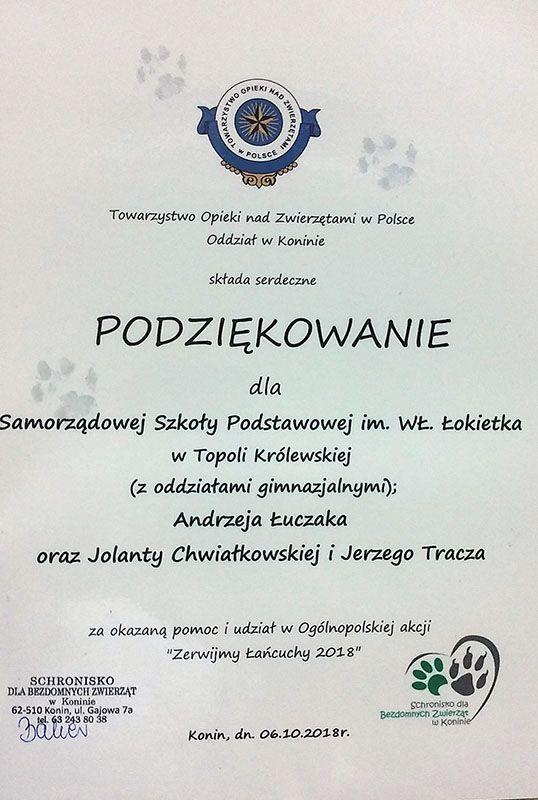 TOWARZYSTWO OPIEKI NAD ZWIERZĘTAMI
w POLSCE
Towarzystwo Opieki nad Zwierzętami w Polsce
Oddział w Koninie
składa serdeczne
PODZIĘKOWANIE
dla
Samorządowej Szkoły Podstawowej im. WŁ. Łokietka
w Topoli Królewskiej
(z oddziałami gimnazjalnymi);
Andrzeja Łuczaka
oraz Jolanty Chwiałkowskiej i Jerzego Tracza
za okazaną pomoc i udział w Ogólnopolskiej akcji
"Zerwijmy Łańcuchy 2018"
SCHRONISKO
DLA BEZDOMNYCH ZWIERZĄT
w Koninie
62-510 Konin, ul. Gajowa 7a
tel. 63 243 80 38
Schronisko dla
Bezdomnych Zwierząt
w Koninie
Konin, dn. 06.10.2018r.